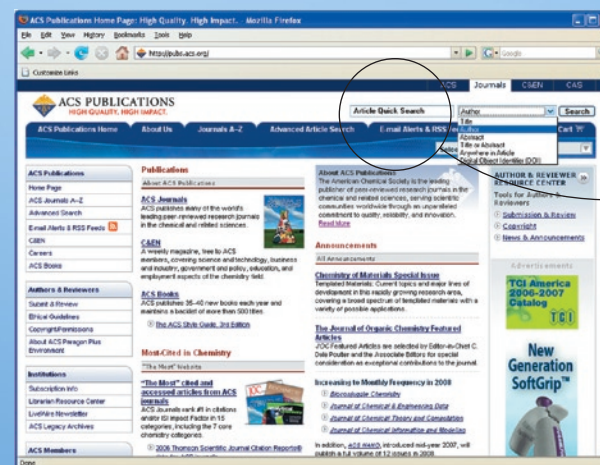 ACS Publications Home Page: High Quality. High Impact. - Mozilla Firefox
File Edit View History Bookmarks Tools Help
http://pubs.acs.org/
Google
Customize Links
ACS Journals C&EN CAS
ACS PUBLICATIONS
HIGH QUALITY. HIGH IMPACT.
Article Quick Search Author Search
Title
Author
Abstract
Title or Abstract
Anywhere in Article
Digital Object Identifier (DOI)
ACS Publications Home About Us Journals A-Z Advanced Article Search E-mail Alerts & RSS Cart
ACS Publications
Home Page
ACS Journals A-Z
Advanced Search
E-mail Alerts & RSS Feeds
C&EN
Careers
ACS Books
Authors & Reviewers
Submit & Review
Ethical Guidelines
Copyright/Permissions
About ACS Paragon Plus
Environment
Institutions
Subscription Info
Librarian Resource Center
LiveWire Newsletter
ACS Legacy Archives
ACS Members
Publications
About ACS Publications
ACS Journals
ACS publishes many of the world's
leading peer-reviewed research journals
in the chemical and related sciences.
C&EN
A weekly magazine, free to ACS
members, covering science and technology, business
and industry, government and policy, education, and
employment aspects of the chemistry field.
ACS Books
ACS publishes 35-40 new books each year and
maintains a backlist of more than 500 titles.
The ACS Style Guide, 3rd Edition
Most-Cited in Chemistry
"The Most" Website
"The Most" cited and
accessed articles from ACS
journals
ACS Journals rank #1 in citations
and/or ISI Impact Factor in 15
categories, including the 7 core
chemistry categories.
2006 Thomson Scientific Journal Citation Reports®
About ACS Publications
The American Chemical Society is the leading
publisher of peer-reviewed research journals in the
chemical and related sciences, serving scientific
communities worldwide through an unparalleled
commitment to quality, reliability, and innovation.
Read More
Announcements
All Announcements
Chemistry of Materials Special Issue
Templated Materials: Current topics and major lines of
development in this rapidly growing research area,
covering a broad spectrum of templated materials with a
variety of possible applications.
The Journal of Organic Chemistry Featured
Articles
JOC Featured Articles are selected by Editor-in-Chief C.
Dale Poulter and the Associate Editors for special
consideration as exceptional contributions to the journal.
Increasing to Monthly Frequency in 2008
Bioconjugate Chemistry
Journal of Chemical & Engineering Data
Journal of Chemical Theory and Computation
Journal of Chemical Information and Modeling
In addition, ACS NANO, introduced mid-year 2007, will
publish a full volume of 12 issues in 2008.
AUTHOR & REVIEWER
RESOURCE CENTER
Tools for Authors &
Reviewers
Submission & Review
Copyright
News & Announcements
Advertisements
TCI America
2006-2007
Catalog
TCI
New
Generation
SoftGrip™
Done